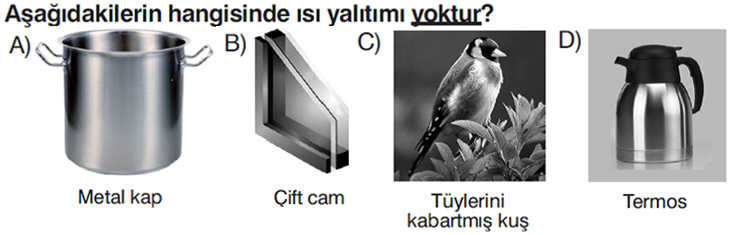 Aşağıdakilerin hangisinde ısı yalıtımı yoktur?
A) B) C) D)
Metal kap Çift cam Tüylerini kabartmış kuş Termos